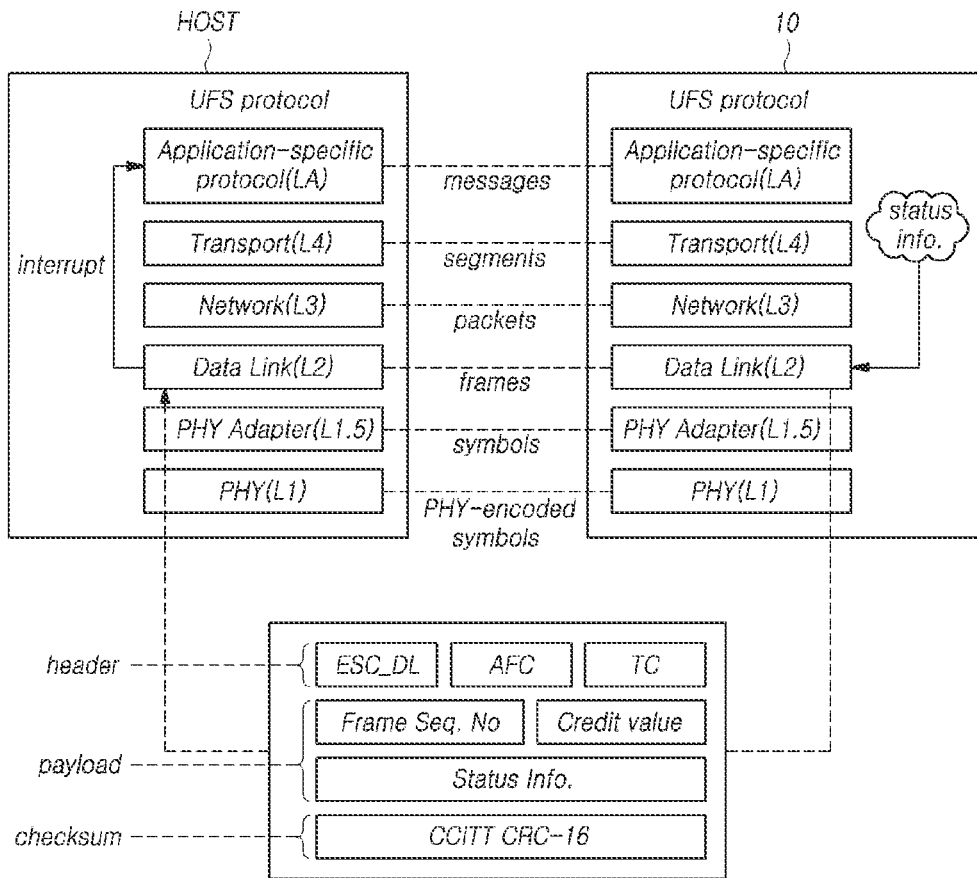 HOST
10
UFS protocol
UFS protocol
Application-specific
protocol(LA)
messages
Application-specific
protocol(LA)
status
info.
interrupt
Transport(L4)
segments
Transport(L4)
Network(L3)
packets
Network(L3)
Data Link(L2)
frames
Data Link(L2)
PHY Adapter(L1.5)
symbols
PHY Adapter(L1.5)
PHY(L1)
PHY-encoded
symbols
PHY(L1)
header
ESC_DL
AFC
TC
payload
Frame Seq. No
Credit value
Status Info.
checksum
CCITT CRC-16